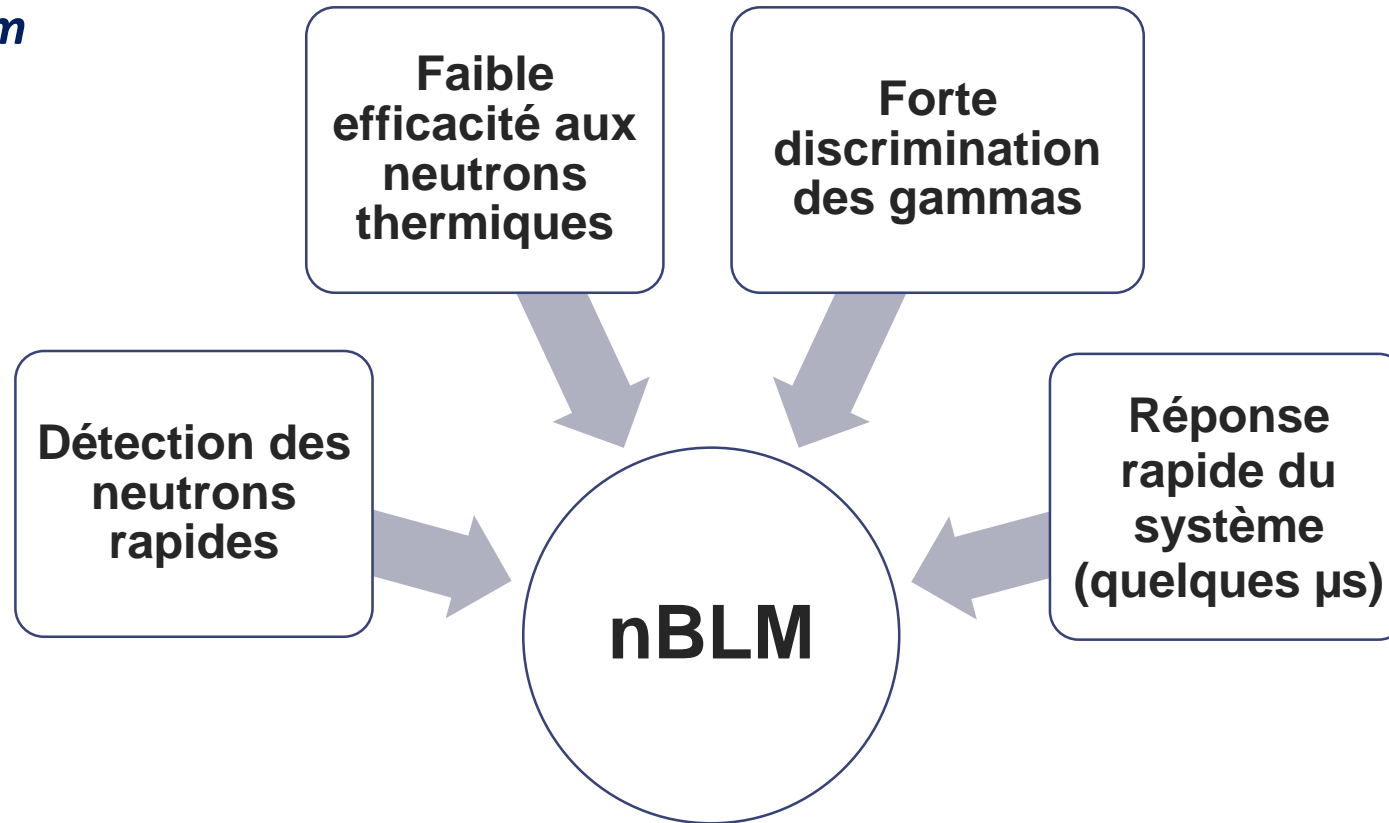 m
Faible
efficacité aux
neutrons
thermiques
Forte
discrimination
des gammas
Détection des
neutrons
rapides
Réponse
rapide du
système
(quelques µs)
nBLM